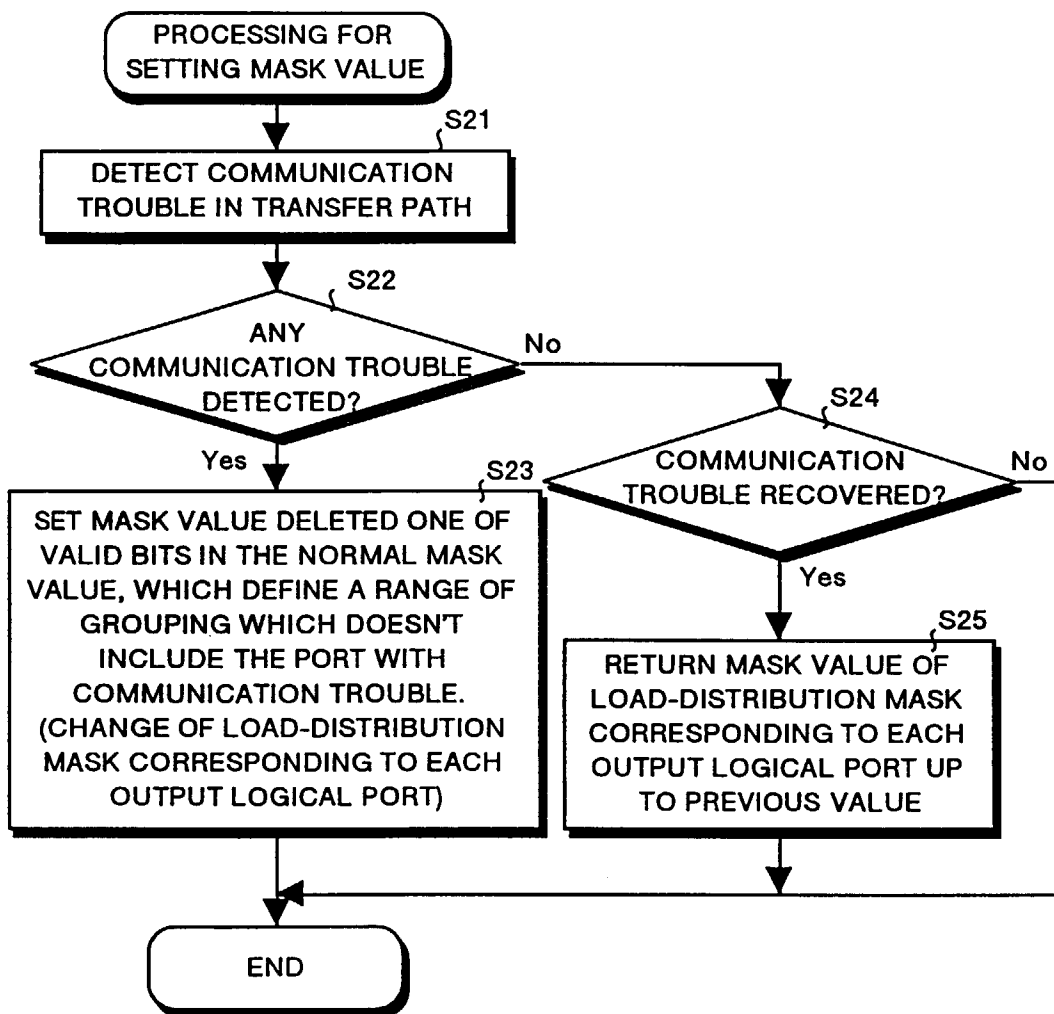 PROCESSING FOR
SETTING MASK VALUE
S21
DETECT COMMUNICATION
TROUBLE IN TRANSFER PATH
S22
ANY
COMMUNICATION TROUBLE
DETECTED?
No
Yes
S24
COMMUNICATION
TROUBLE RECOVERED?
No
Yes
S23
SET MASK VALUE DELETED ONE OF
VALID BITS IN THE NORMAL MASK
VALUE, WHICH DEFINE A RANGE OF
GROUPING WHICH DOESN'T
INCLUDE THE PORT WITH
COMMUNICATION TROUBLE.
(CHANGE OF LOAD-DISTRIBUTION
MASK CORRESPONDING TO EACH
OUTPUT LOGICAL PORT)
S25
RETURN MASK VALUE OF
LOAD-DISTRIBUTION MASK
CORRESPONDING TO EACH
OUTPUT LOGICAL PORT UP
TO PREVIOUS VALUE
END